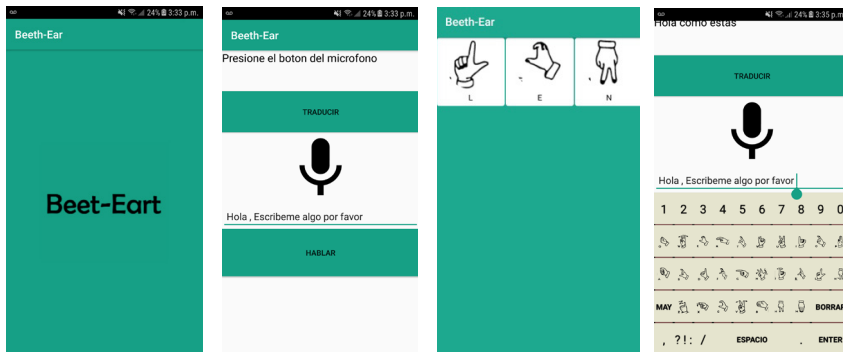 24% 3:33 p.m.
Beeth-Ear
Beet-Eart
24% 3:33 p.m.
Beeth-Ear
Presione el boton del microfono
TRADUCIR
Hola , Escribeme algo por favor
HABLAR
Beeth-Ear
L E N
24% 3:35 p.m.
Hola como estas
TRADUCIR
Hola , Escribeme algo por favor
1 2 3 4 5 6 7 8 9 0
MAY BORRAR
, ?!: / ESPACIO . ENTER